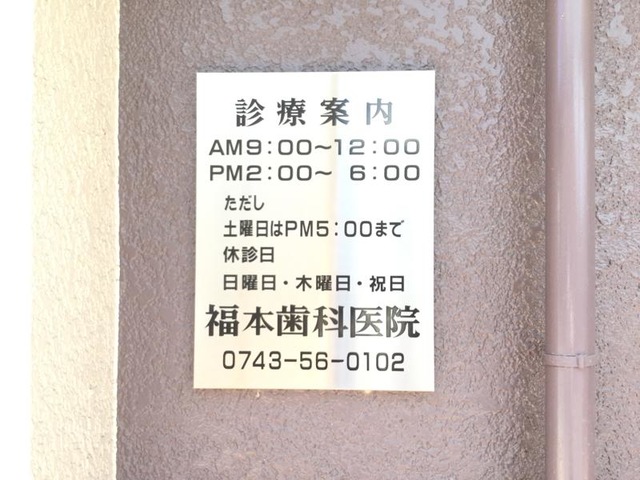 診療案内
AM9:00〜12:00
PM2:00〜 6:00
ただし
土曜日はPM5:00まで
休診日
日曜日・木曜日・祝日
福本歯科医院
0743-56-0102